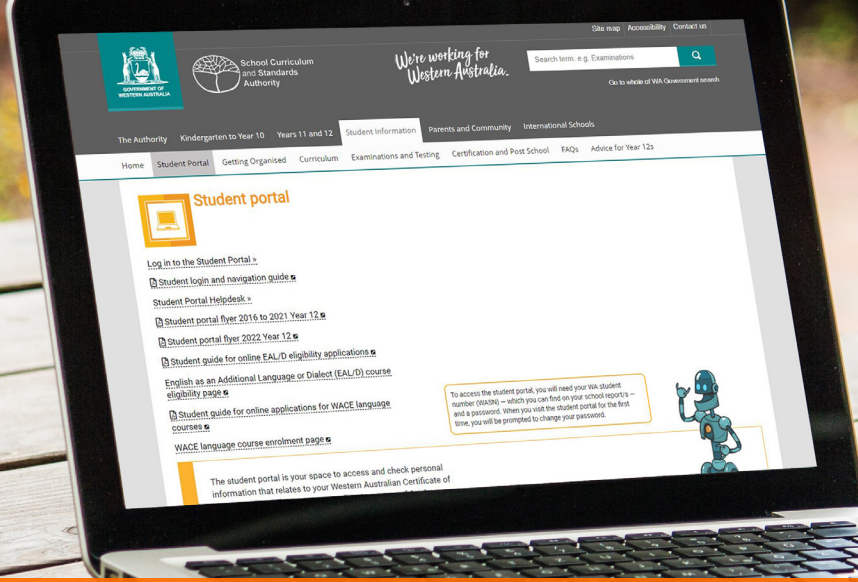 Site map Accessibility Contact us
GOVERNMENT OF
WESTERN AUSTRALIA
School Curriculum
and Standards
Authority
We're working for
Western Australia.
Search term. e.g. Examinations
Go to whole of WA Government search
The Authority Kindergarten to Year 10 Years 11 and 12 Student Information Parents and Community International Schools
Home Student Portal Getting Organised Curriculum Examinations and Testing Certification and Post School FAQs Advice for Year 12s
Student portal
Log in to the Student Portal »
Student login and navigation guide
Student Portal Helpdesk »
Student portal flyer 2016 to 2021 Year 12
Student portal flyer 2022 Year 12
Student guide for online EAL/D eligibility applications
English as an Additional Language or Dialect (EAL/D) course
eligibility page
Student guide for online applications for WACE language
courses
WACE language course enrolment page
To access the student portal, you will need your WA student
number (WASN) — which you can find on your school report/s —
and a password. When you visit the student portal for the first
time, you will be prompted to change your password.
The student portal is your space to access and check personal
information that relates to your Western Australian Certificate of